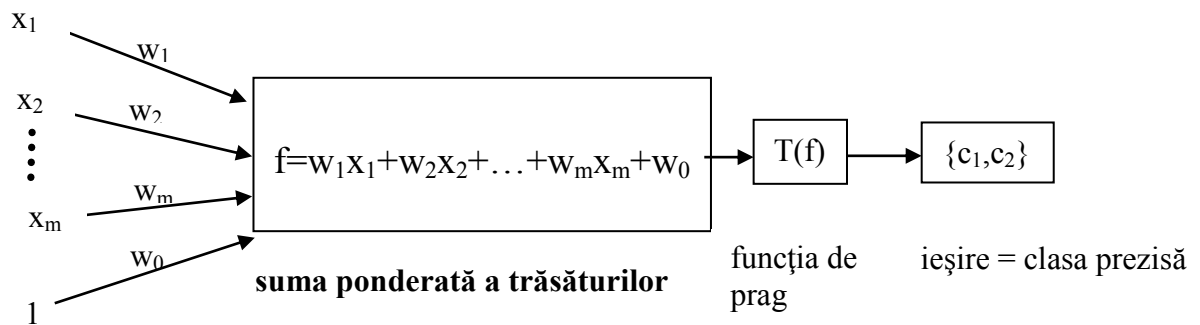 x₁
w₁
x₂
w₂
f=w₁x₁+w₂x₂+…+wₘxₘ+w₀
T(f)
{c₁,c₂}
wₘ
xₘ
w₀
1
suma ponderată a trăsăturilor
funcţia de
prag
ieşire = clasa prezisă